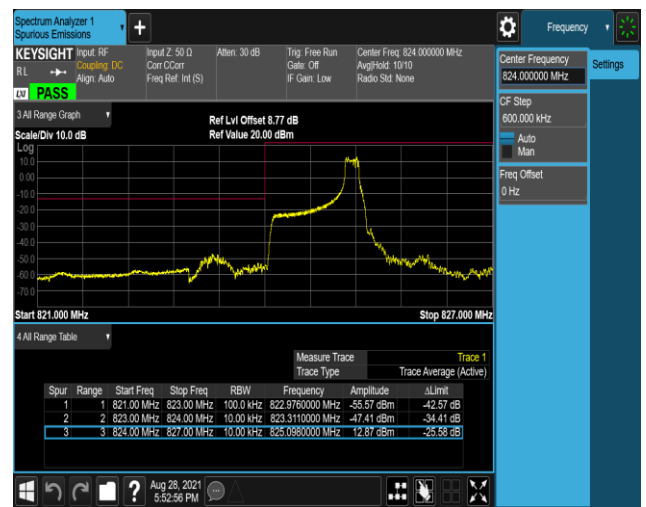 Spectrum Analyzer 1
Spurious Emissions
Frequency
KEYSIGHT
RL
Input: RF
Coupling: DC
Align: Auto
Input Z: 50 Ω
Corr CCorr
Freq Ref: Int (S)
Atten: 30 dB
Trig: Free Run
Gate: Off
IF Gain: Low
Center Freq: 824.000000 MHz
Avg|Hold: 10/10
Radio Std: None
LXI PASS
Center Frequency
824.000000 MHz
Settings
CF Step
600.000 kHz
Auto
Man
Freq Offset
0 Hz
3 All Range Graph
Scale/Div 10.0 dB
Ref Lvl Offset 8.77 dB
Ref Value 20.00 dBm
Log
10.0
0.00
-10.0
-20.0
-30.0
-40.0
-50.0
-60.0
-70.0
Start 821.000 MHz
Stop 827.000 MHz
4 All Range Table
Measure Trace Trace 1
Trace Type Trace Average (Active)
Spur Range Start Freq Stop Freq RBW Frequency Amplitude ΔLimit
1 1 821.00 MHz 823.00 MHz 100.0 kHz 822.9760000 MHz -55.57 dBm -42.57 dB
2 2 823.00 MHz 824.00 MHz 10.00 kHz 823.3110000 MHz -47.41 dBm -34.41 dB
3 3 824.00 MHz 827.00 MHz 10.00 kHz 825.0980000 MHz 12.87 dBm -25.58 dB
?
Aug 28, 2021
5:52:56 PM